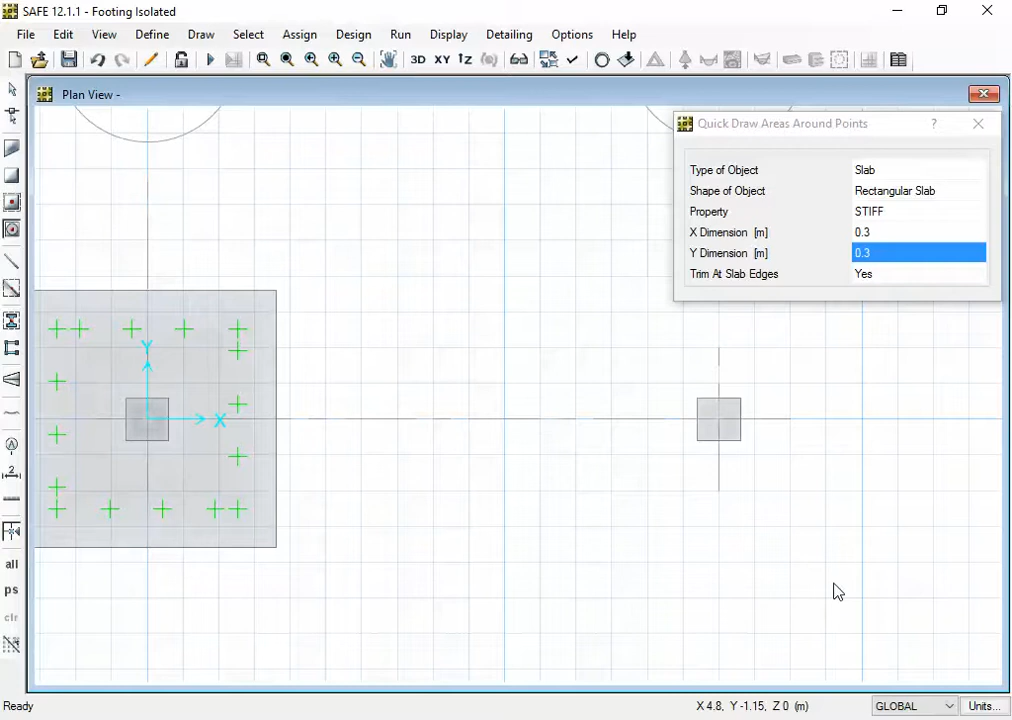 SAFE 12.1.1 - Footing Isolated
File Edit View Define Draw Select Assign Design Run Display Detailing Options Help
3D XY
Plan View -
Quick Draw Areas Around Points ?
Type of Object Slab
Shape of Object Rectangular Slab
Property STIFF
X Dimension [m] 0.3
Y Dimension [m] 0.3
Trim At Slab Edges Yes
Y
X
2
all
ps
clr
Ready X 4.8, Y -1.15, Z 0 (m) GLOBAL Units...